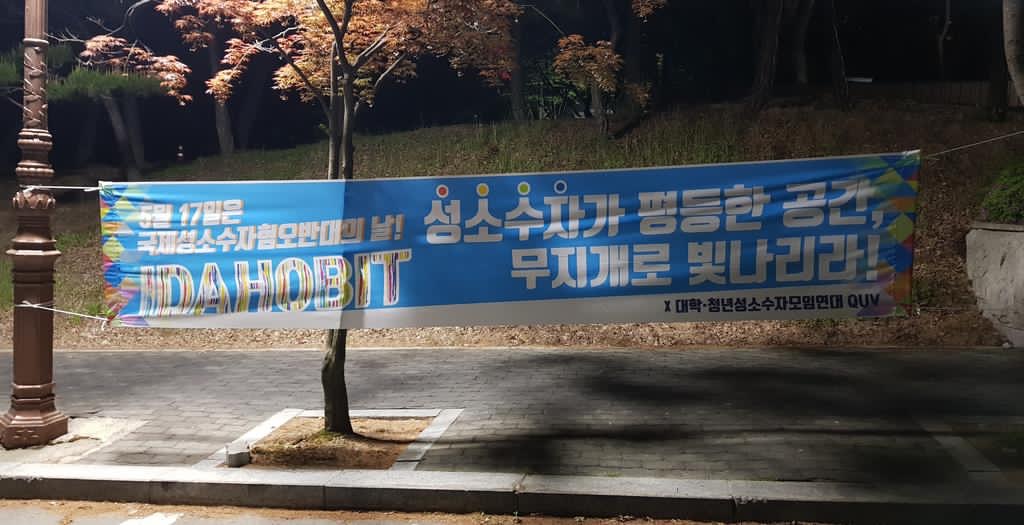 5월 17일은
국제성소수자혐오반대의 날!
IDAHOBIT
성소수자가 평등한 공간,
무지개로 빛나리라!
X 대학·청년성소수자모임연대 QUV